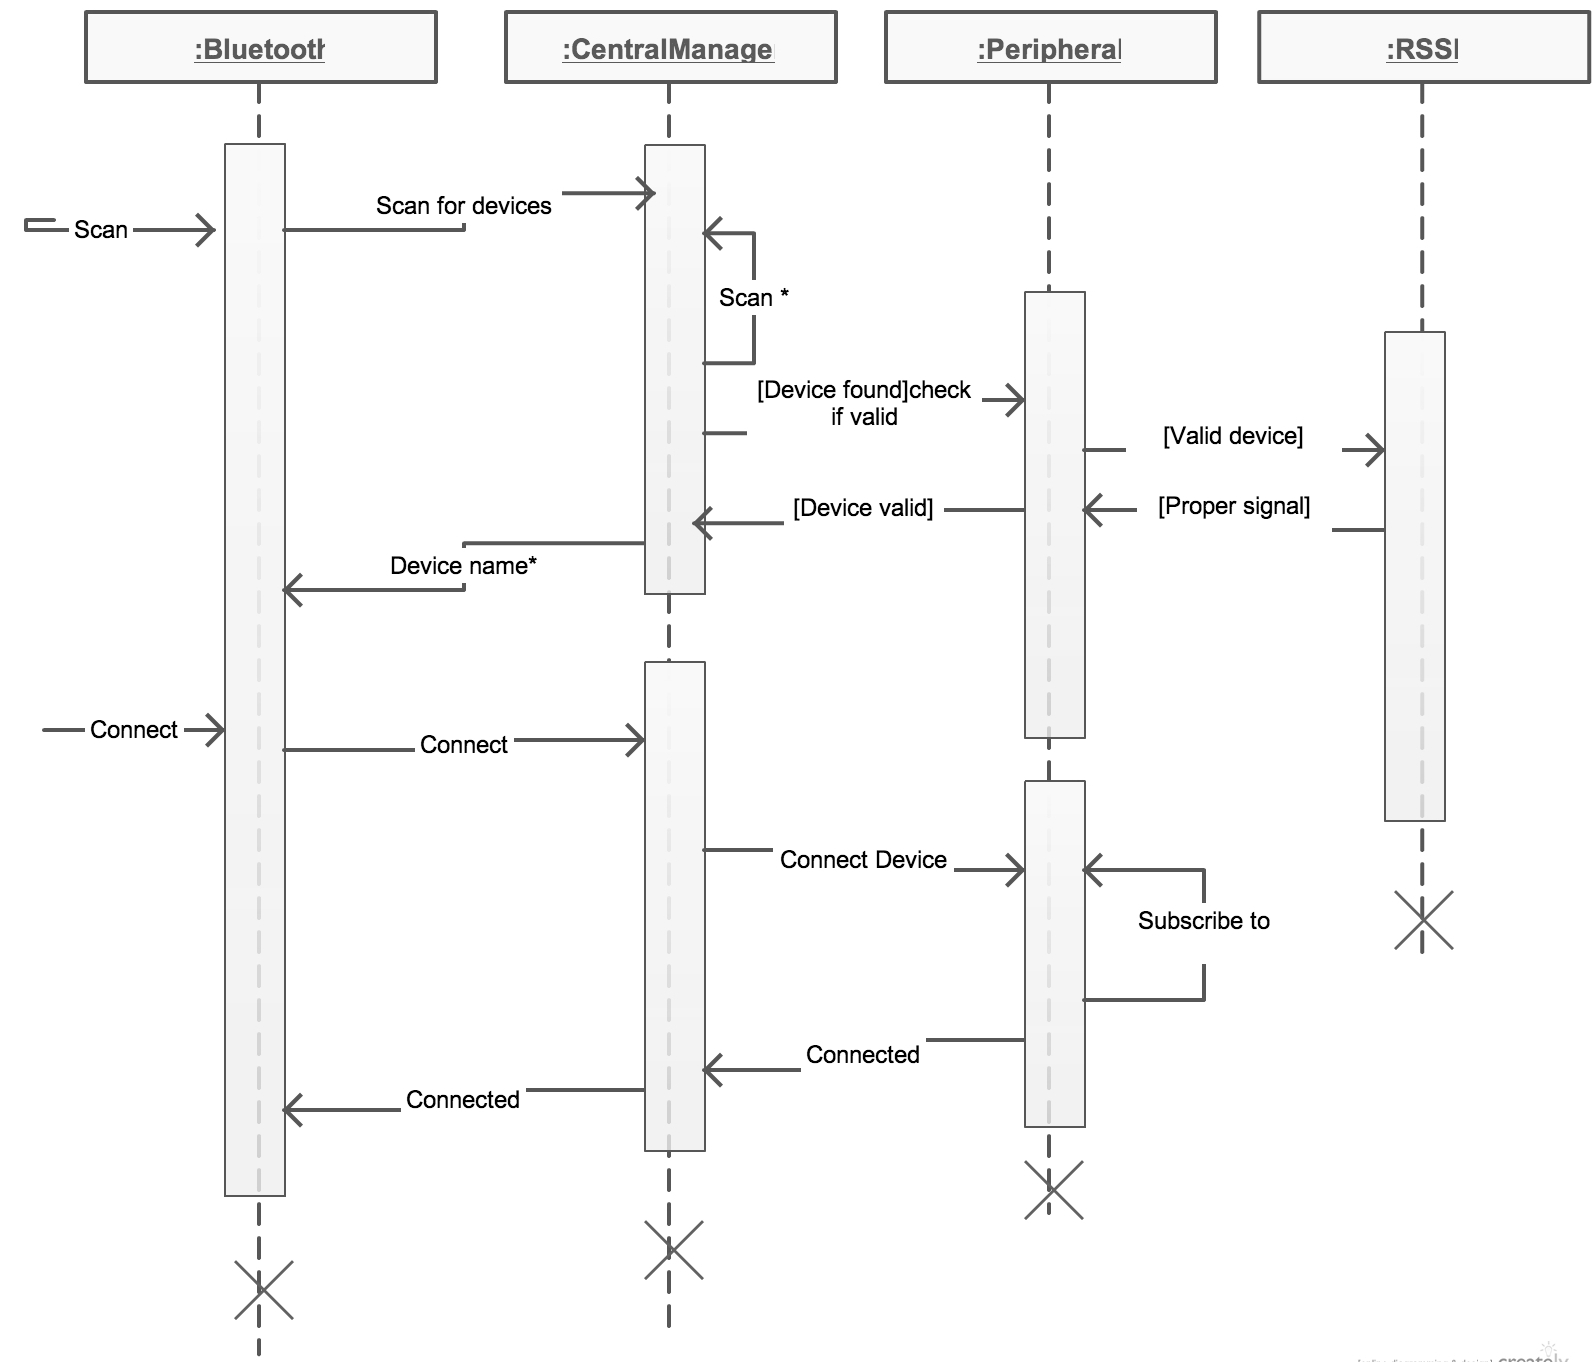 :Bluetooth
:CentralManage
:Peripheral
:RSSI
Scan for devices
Scan
Scan *
[Device found]check
if valid
[Valid device]
[Device valid]
[Proper signal]
Device name*
Connect
Connect
Connect Device
Subscribe to
Connected
Connected
creately